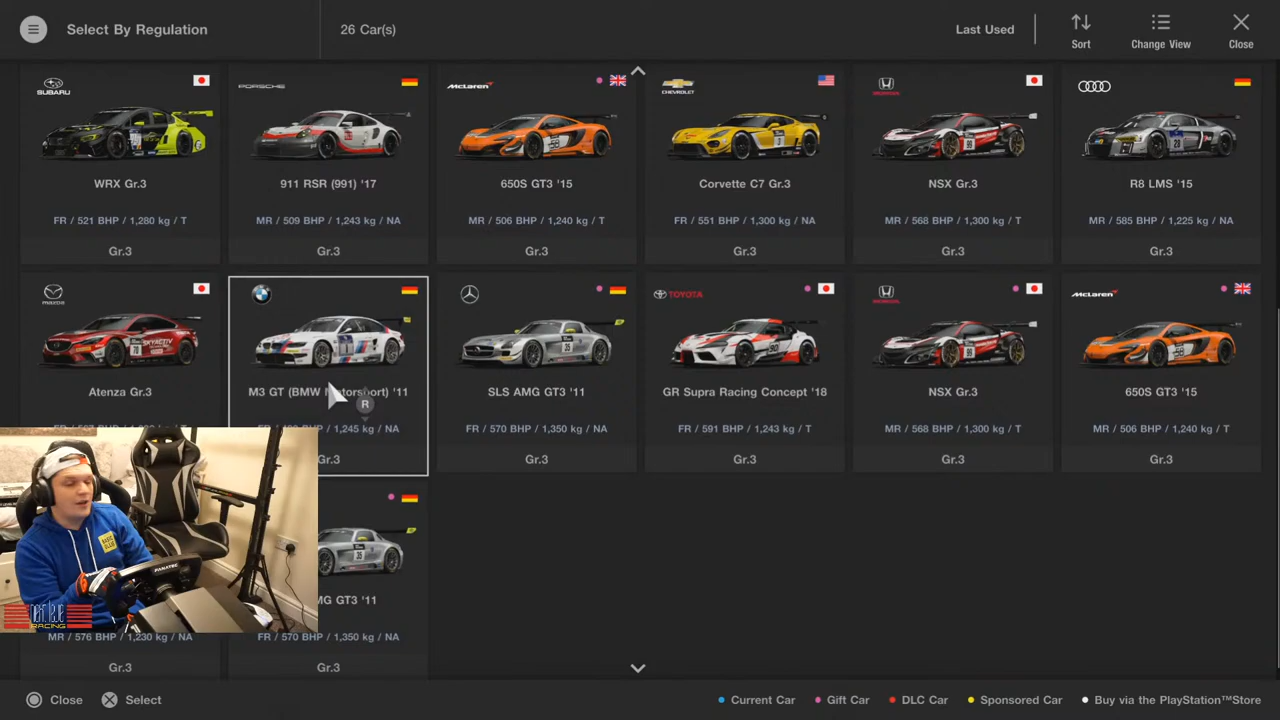 Select By Regulation
26 Car(s)
Last Used
Sort
Change View
Close
SUBARU
PORSCHE
McLaren
CHEVROLET
HONDA
WRX Gr.3
911 RSR (991) '17
650S GT3 '15
Corvette C7 Gr.3
NSX Gr.3
R8 LMS '15
FR / 521 BHP / 1,280 kg / T
MR / 509 BHP / 1,243 kg / NA
MR / 506 BHP / 1,240 kg / T
FR / 551 BHP / 1,300 kg / NA
MR / 568 BHP / 1,300 kg / T
MR / 585 BHP / 1,225 kg / NA
Gr.3
Gr.3
Gr.3
Gr.3
Gr.3
Gr.3
mazda
TOYOTA
HONDA
McLaren
Atenza Gr.3
M3 GT (BMW Motorsport) '11
SLS AMG GT3 '11
GR Supra Racing Concept '18
NSX Gr.3
650S GT3 '15
R
1,245 kg / NA
FR / 570 BHP / 1,350 kg / NA
FR / 591 BHP / 1,243 kg / T
MR / 568 BHP / 1,300 kg / T
MR / 506 BHP / 1,240 kg / T
Gr.3
Gr.3
Gr.3
Gr.3
Gr.3
FANATEC
NEXT LEVEL
RACING
MG GT3 '11
MR / 576 BHP / 1,230 kg / NA
FR / 570 BHP / 1,350 kg / NA
Gr.3
Gr.3
Close
Select
Current Car
Gift Car
DLC Car
Sponsored Car
Buy via the PlayStation™Store